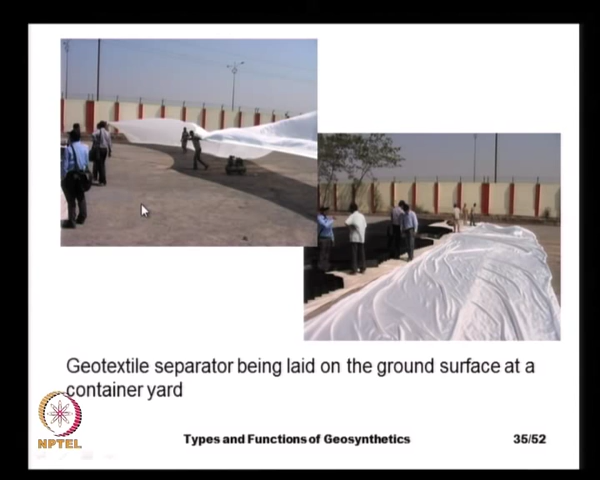 Geotextile separator being laid on the ground surface at a
container yard
NPTEL
Types and Functions of Geosynthetics
35/52